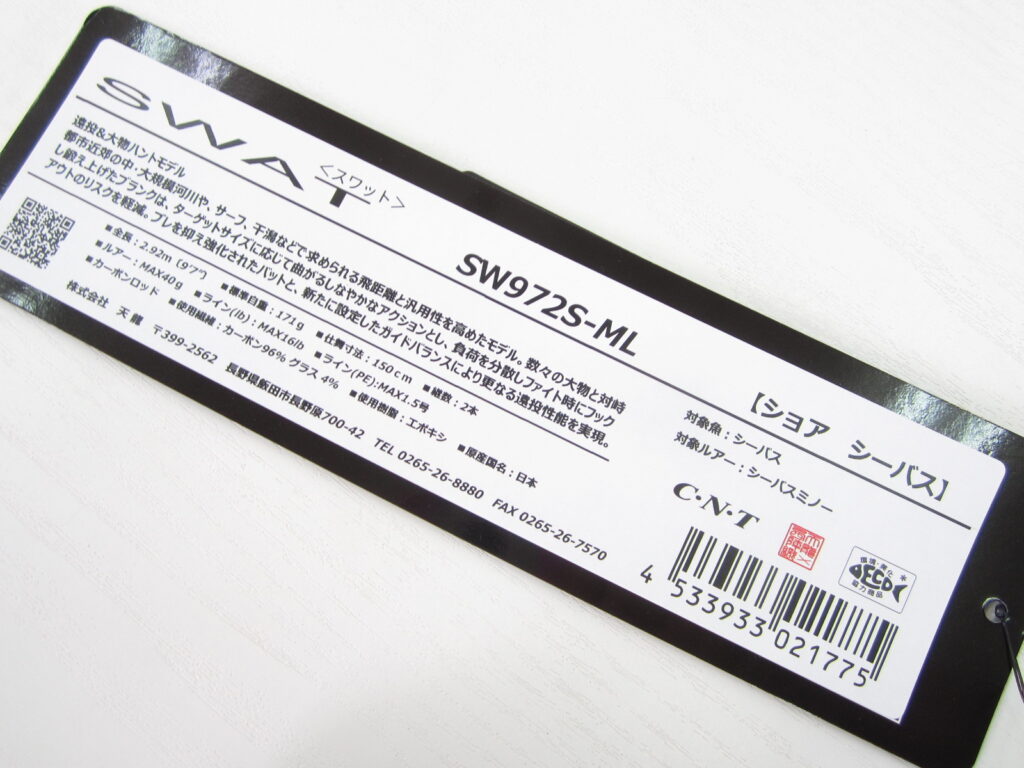 SWAT <スワット>
SW972S-ML
【ショア シーバス】
遠投&大物ハントモデル
都市近郊の中・大規模河川や、サーフ、干潟などで求められる飛距離と汎用性を高めたモデル。数々の大物と対峙
し鍛え上げたブランクは、ターゲットサイズに応じて曲がるしなやかなアクションとし、負荷を分散しファイト時にフック
アウトのリスクを軽減。ブレを抑え強化されたバットと、新たに設定したガイドバランスにより更なる遠投性能を実現。
■全長:2.92m(9'7") ■標準自重:171g ■仕舞寸法:150cm ■継数:2本
■ルアー:MAX40g ■ライン(lb):MAX16lb ■ライン(PE):MAX1.5号
■カーボンロッド ■使用繊維:カーボン96% グラス 4% ■使用樹脂:エポキシ ■原産国名:日本
株式会社 天龍 〒399-2562 長野県飯田市長野原700-42 TEL 0265-26-8880 FAX 0265-26-7570
対象魚:シーバス
対象ルアー:シーバスミノー
C・N・T
環境・美化
ECO
協力商品
4 533933 021775